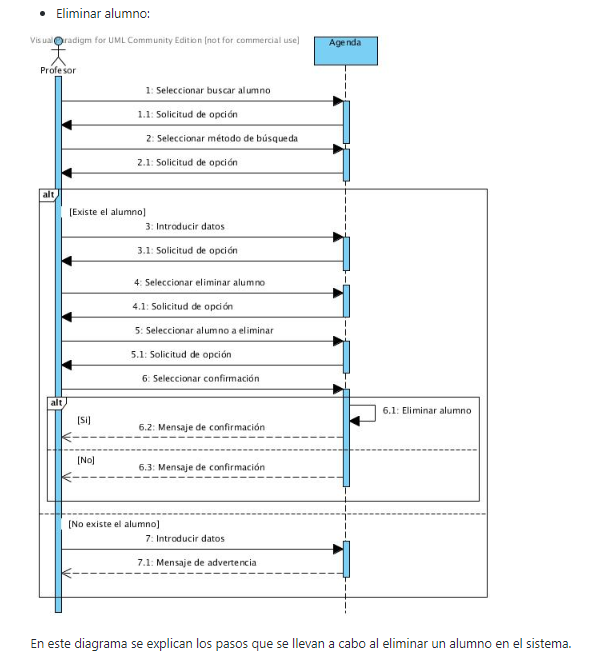 Eliminar alumno:
Visual Paradigm for UML Community Edition [not for commercial use]
Agenda
Profesor
1: Seleccionar buscar alumno
1.1: Solicitud de opción
2: Seleccionar método de búsqueda
2.1: Solicitud de opción
alt
[Existe el alumno]
3: Introducir datos
3.1: Solicitud de opción
4: Seleccionar eliminar alumno
4.1: Solicitud de opción
5: Seleccionar alumno a eliminar
5.1: Solicitud de opción
6: Seleccionar confirmación
alt
6.1: Eliminar alumno
[Si]
6.2: Mensaje de confirmación
[No]
6.3: Mensaje de confirmación
[No existe el alumno]
7: Introducir datos
7.1: Mensaje de advertencia
En este diagrama se explican los pasos que se llevan a cabo al eliminar un alumno en el sistema.